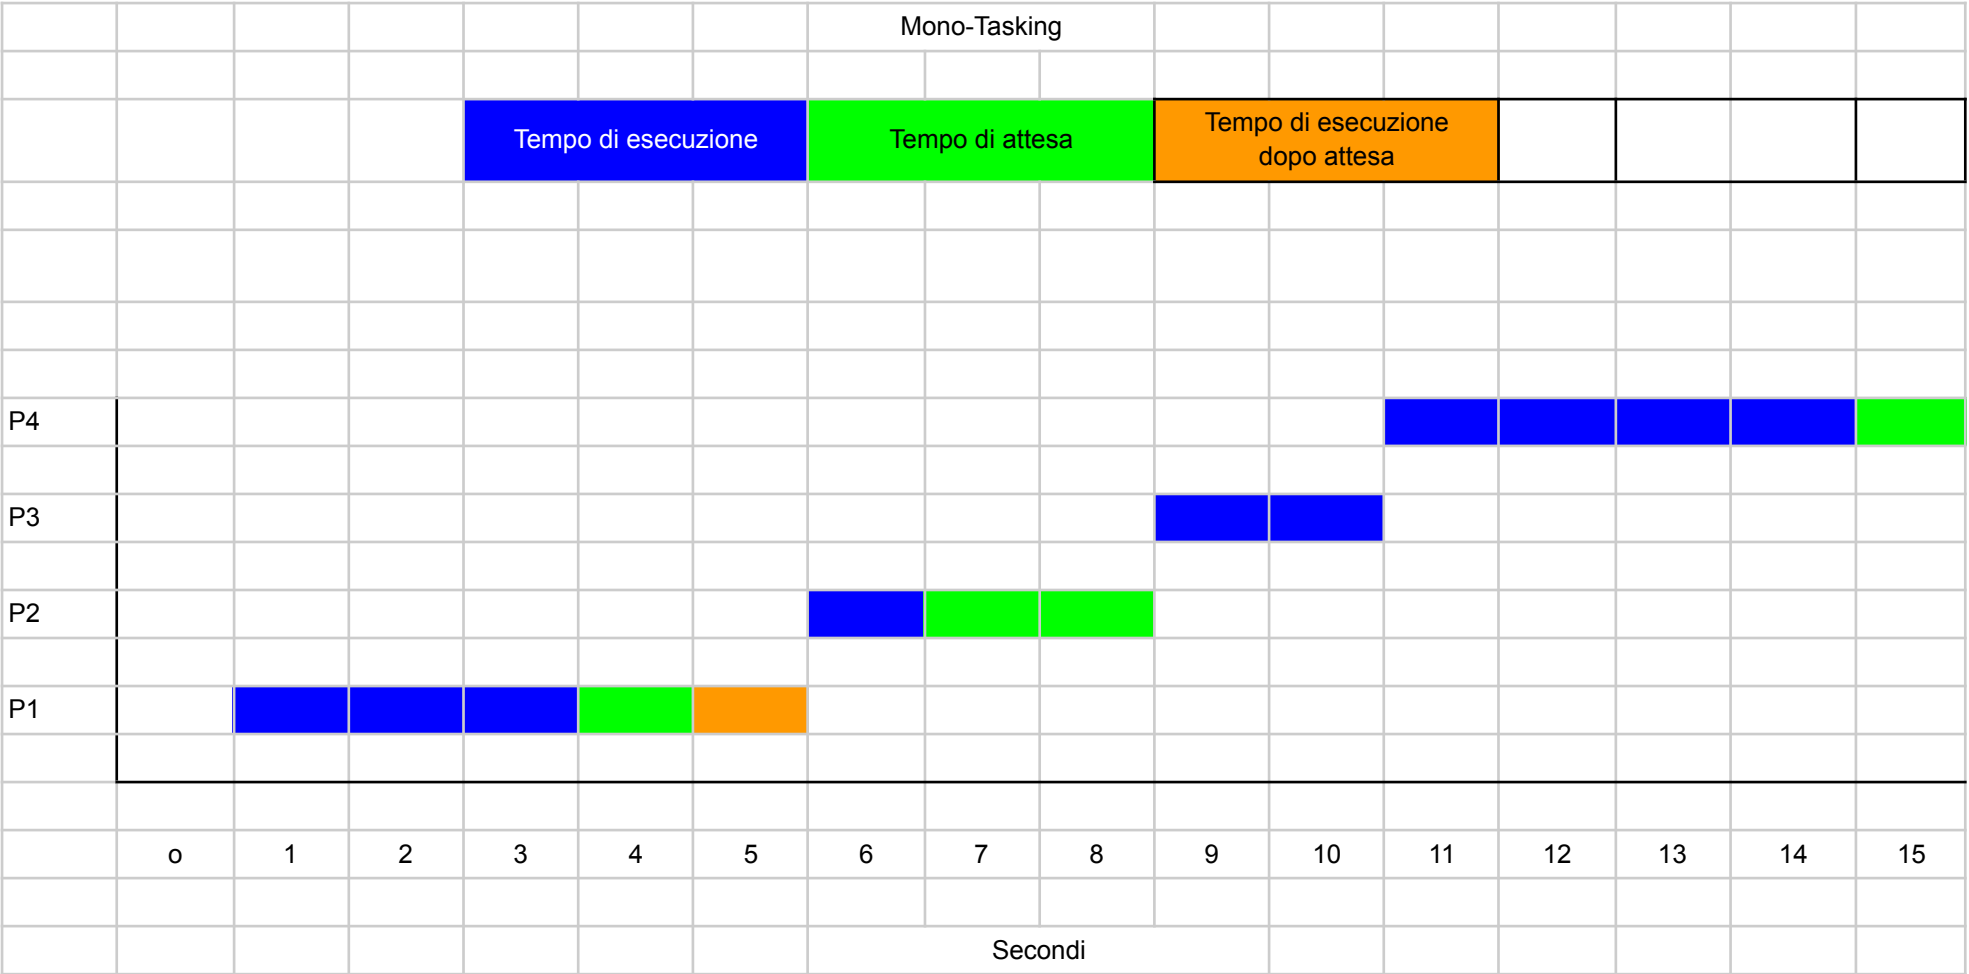 Mono-Tasking
Tempo di esecuzione
Tempo di attesa
Tempo di esecuzione
dopo attesa
P4
P3
P2
P1
o 1 2 3 4 5 6 7 8 9 10 11 12 13 14 15
Secondi